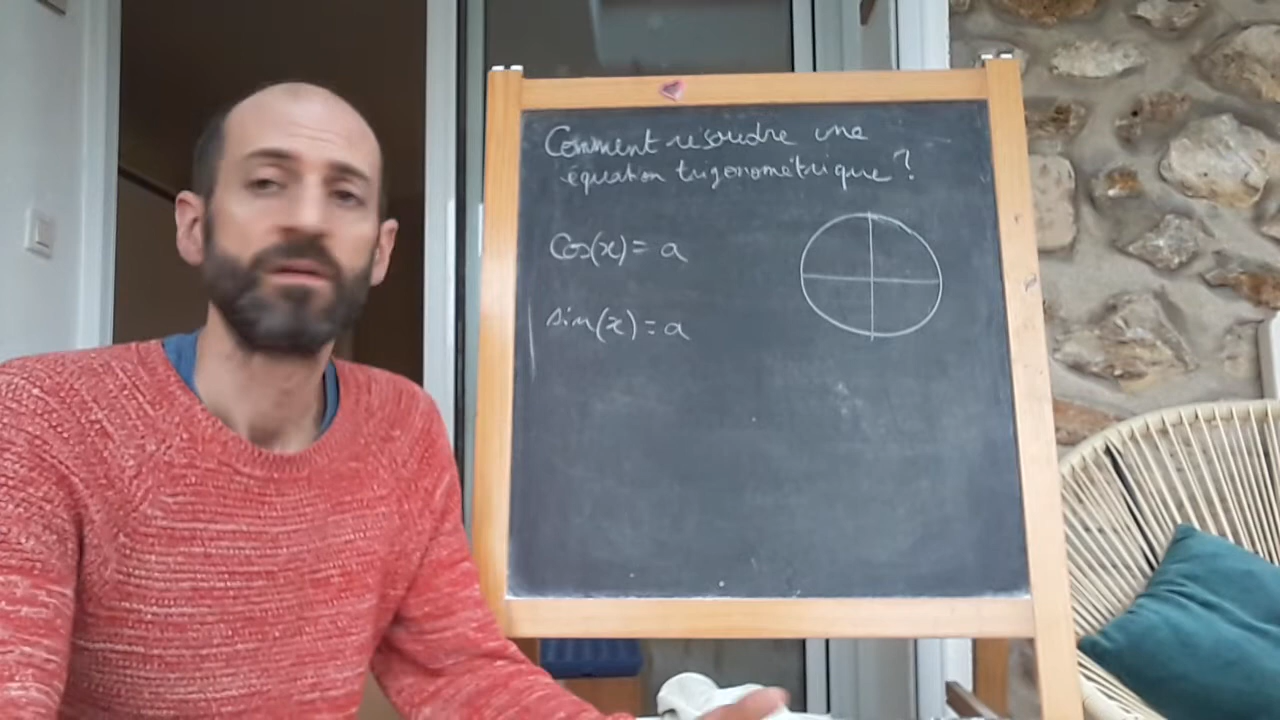 Comment résoudre une
équation trigonométrique ?
Cos(x) = a
sin(x) = a